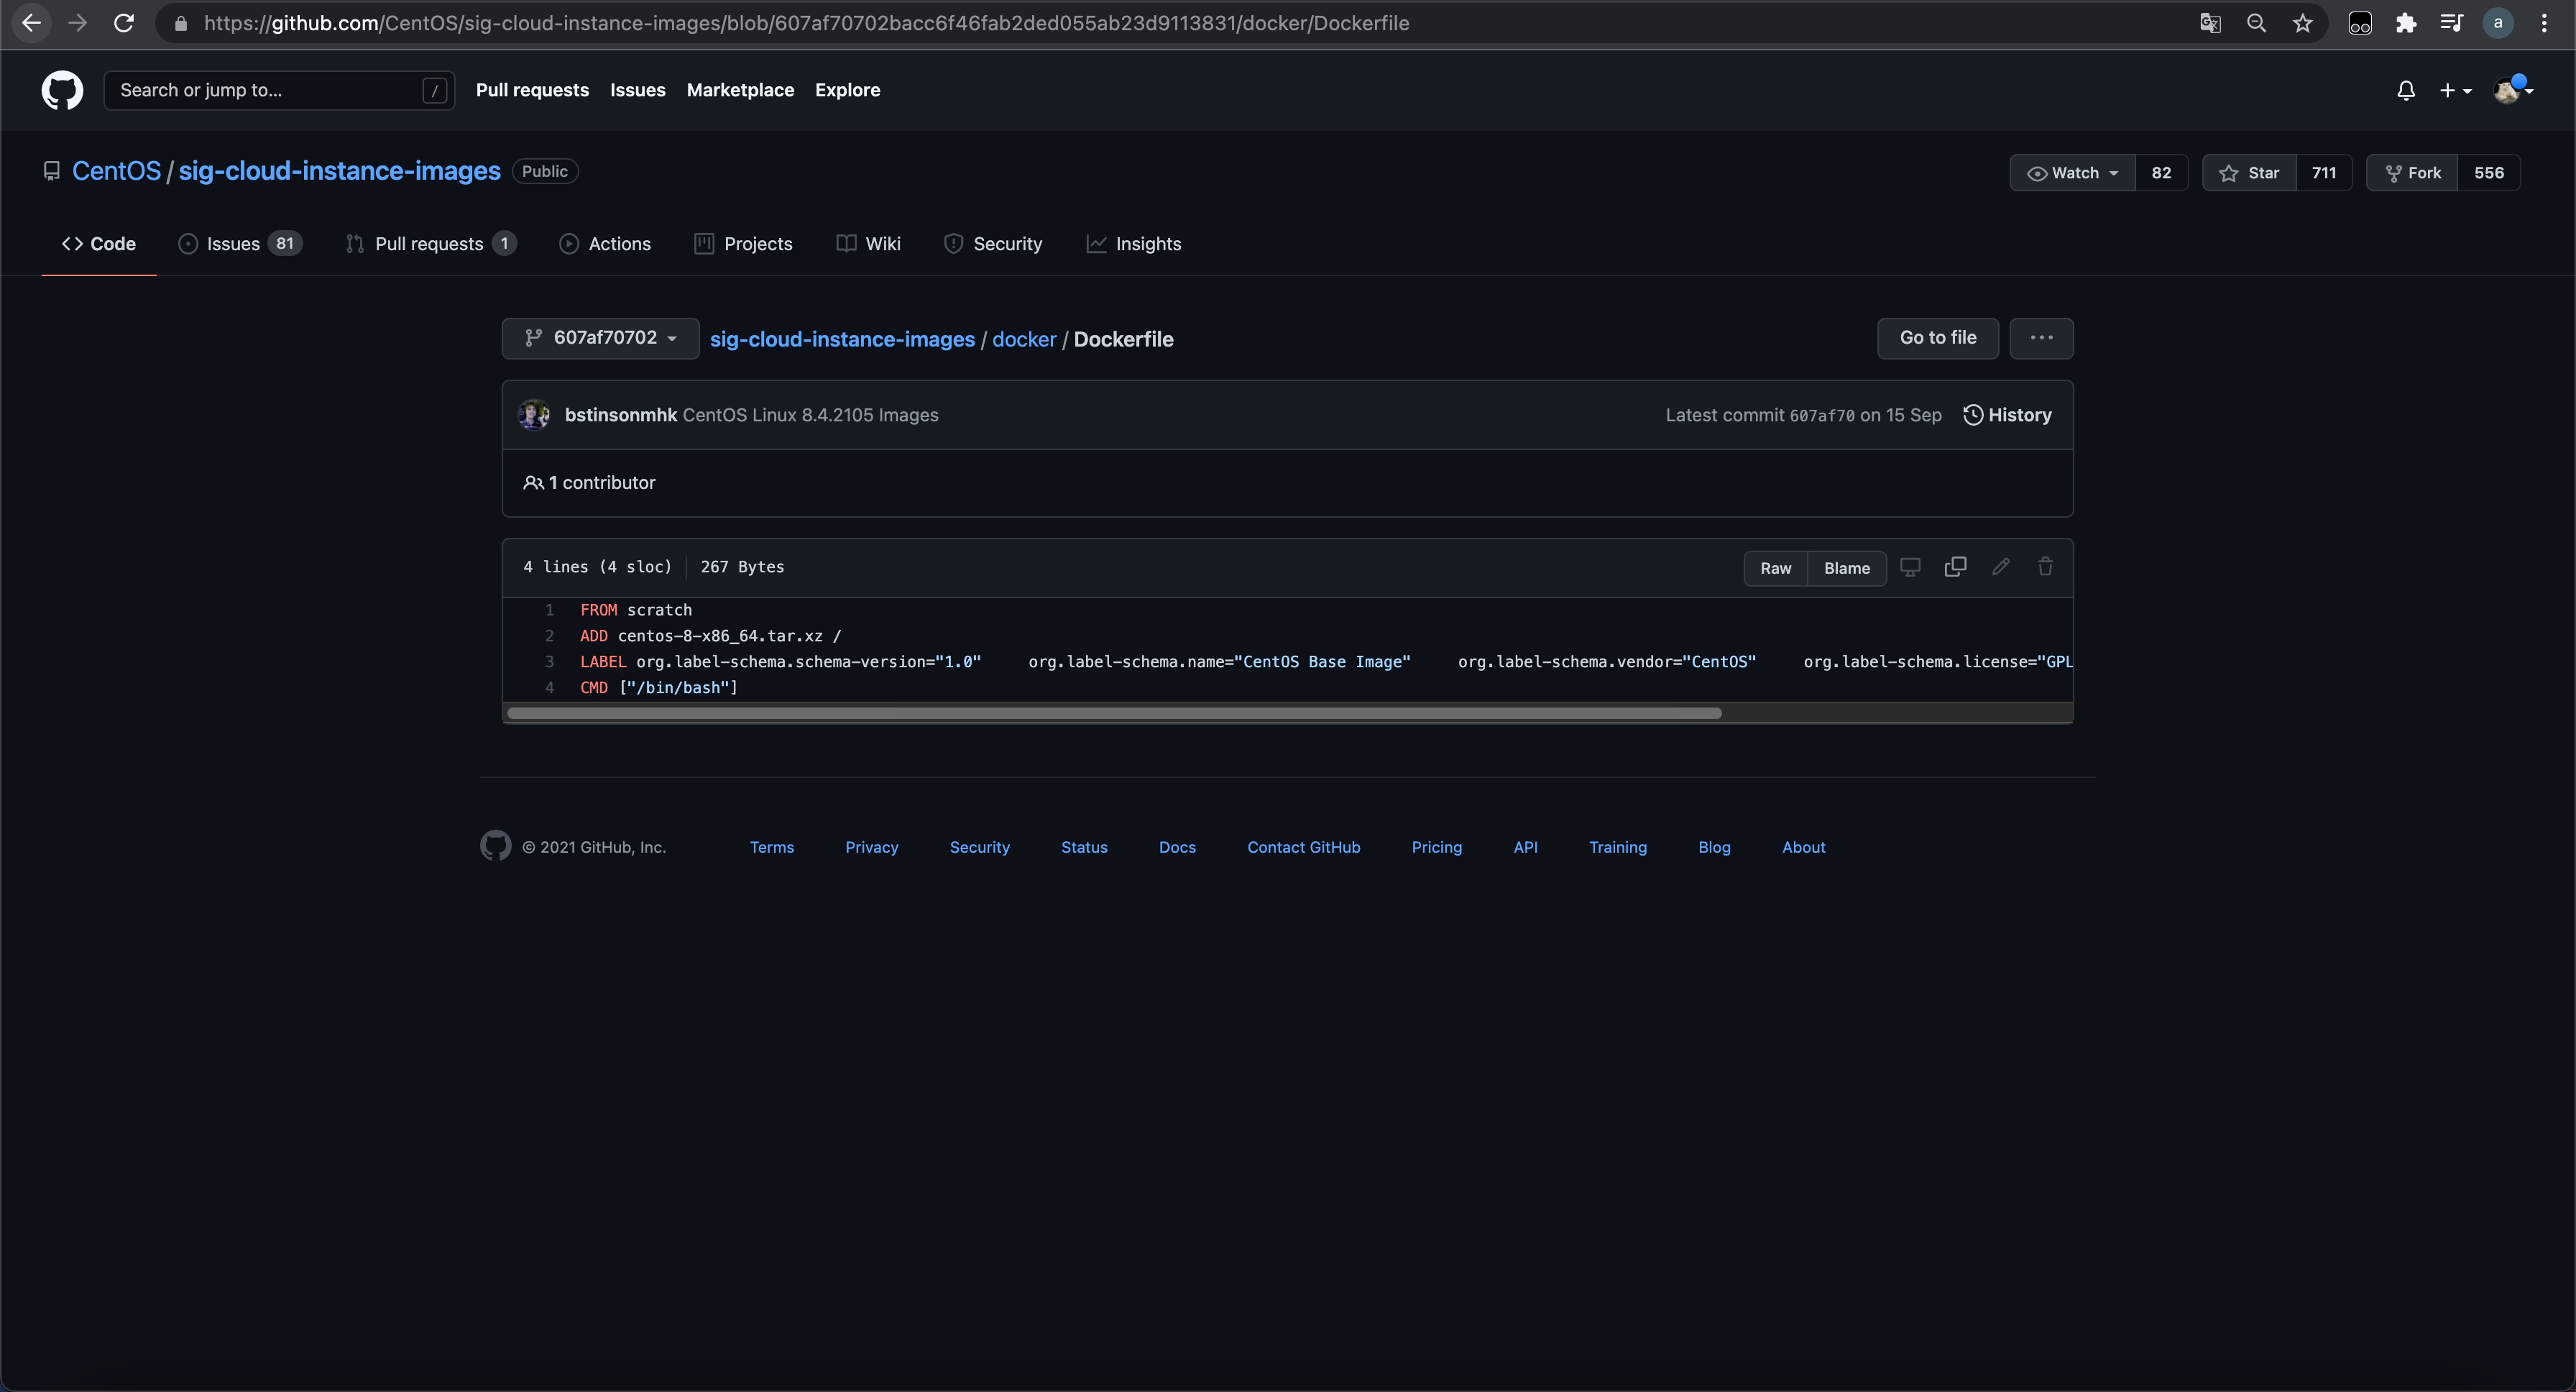 https://github.com/CentOS/sig-cloud-instance-images/blob/607af70702bacc6f46fab2ded055ab23d9113831/docker/Dockerfile
a
Search or jump to... /
Pull requests Issues Marketplace Explore
CentOS / sig-cloud-instance-images Public
Watch 82 Star 711 Fork 556
Code Issues 81 Pull requests 1 Actions Projects Wiki Security Insights
607af70702 sig-cloud-instance-images / docker / Dockerfile Go to file ...
bstinsonmhk CentOS Linux 8.4.2105 Images Latest commit 607af70 on 15 Sep History
1 contributor
4 lines (4 sloc) 267 Bytes Raw Blame
1 FROM scratch
2 ADD centos-8-x86_64.tar.xz /
3 LABEL org.label-schema.schema-version="1.0" org.label-schema.name="CentOS Base Image" org.label-schema.vendor="CentOS" org.label-schema.license="GPL
4 CMD ["/bin/bash"]
© 2021 GitHub, Inc. Terms Privacy Security Status Docs Contact GitHub Pricing API Training Blog About